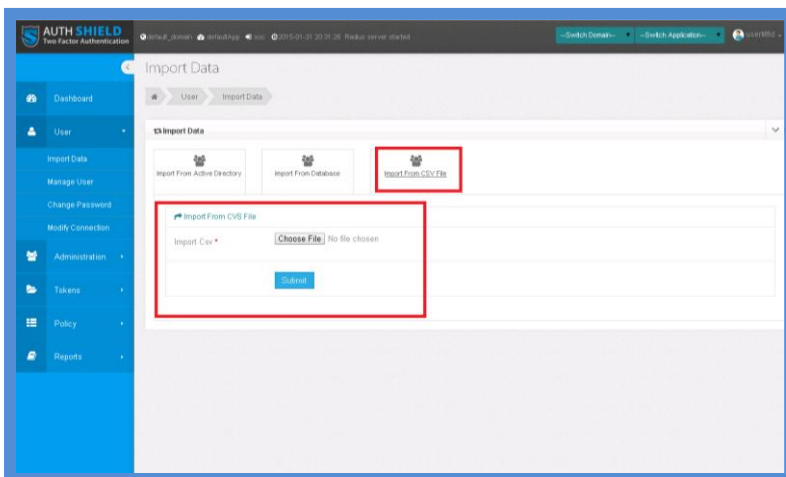 AUTH SHIELD
Two Factor Authentication
default_domain defaultApp soc 2015-01-31 20:31:26 Radius server started
--Switch Domain-- --Switch Application--
Import Data
User Import Data
Dashboard
User
Import Data
Manage User
Change Password
Modify Connection
Administration
Tokens
Policy
Reports
Import Data
Import From Active Directory
Import From Database
Import From CSV File
Import From CVS File
Import Csv * Choose File No file chosen
Submit